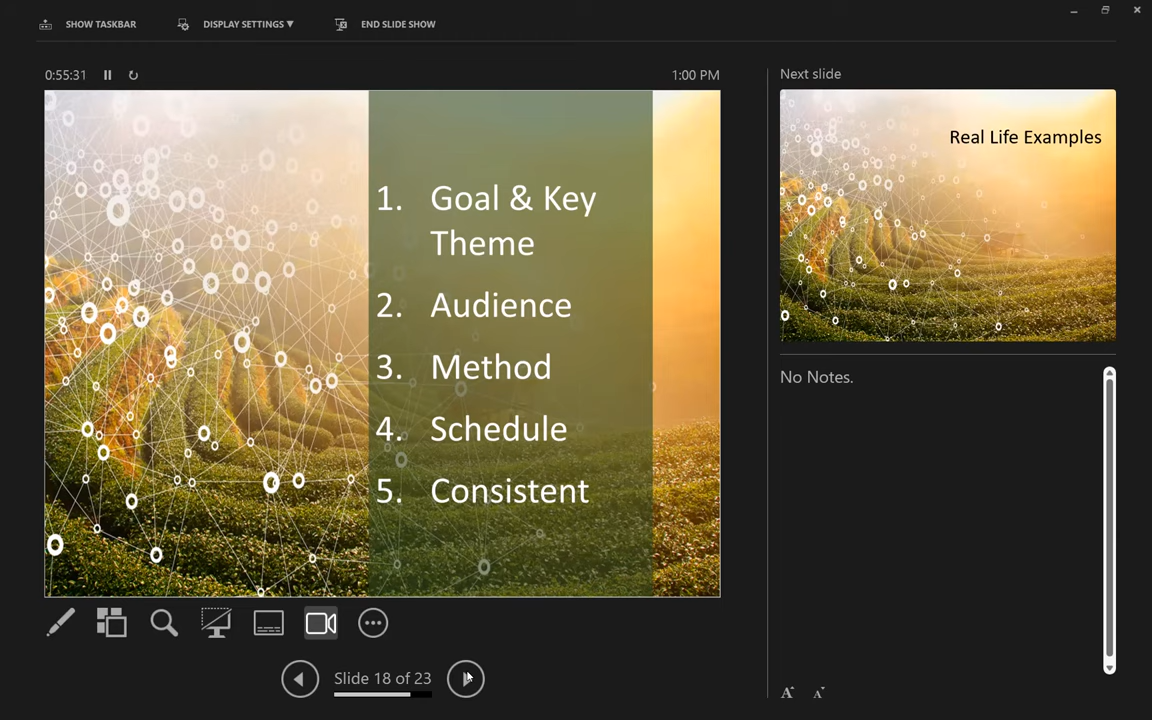 SHOW TASKBAR
DISPLAY SETTINGS ▼
END SLIDE SHOW
0:55:31
1:00 PM
1. Goal & Key
Theme
2. Audience
3. Method
4. Schedule
5. Consistent
Slide 18 of 23
Next slide
Real Life Examples
No Notes.
A A